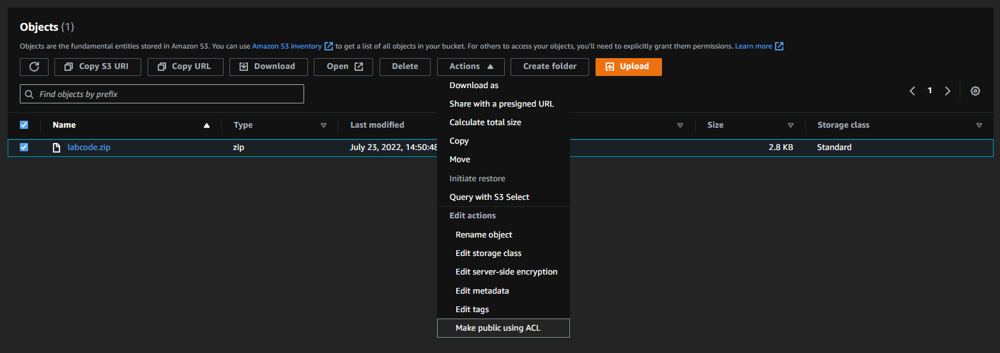 Objects (1)
Objects are the fundamental entities stored in Amazon S3. You can use Amazon S3 inventory to get a list of all objects in your bucket. For others to access your objects, you'll need to explicitly grant them permissions. Learn more
Copy S3 URI Copy URL Download Open Delete Actions Create folder Upload
Find objects by prefix
1
Download as
Share with a presigned URL
Calculate total size
Copy
Move
Initiate restore
Query with S3 Select
Edit actions
Rename object
Edit storage class
Edit server-side encryption
Edit metadata
Edit tags
Make public using ACL
Name Type Last modified Size Storage class
labcode.zip zip July 23, 2022, 14:50:48 2.8 KB Standard